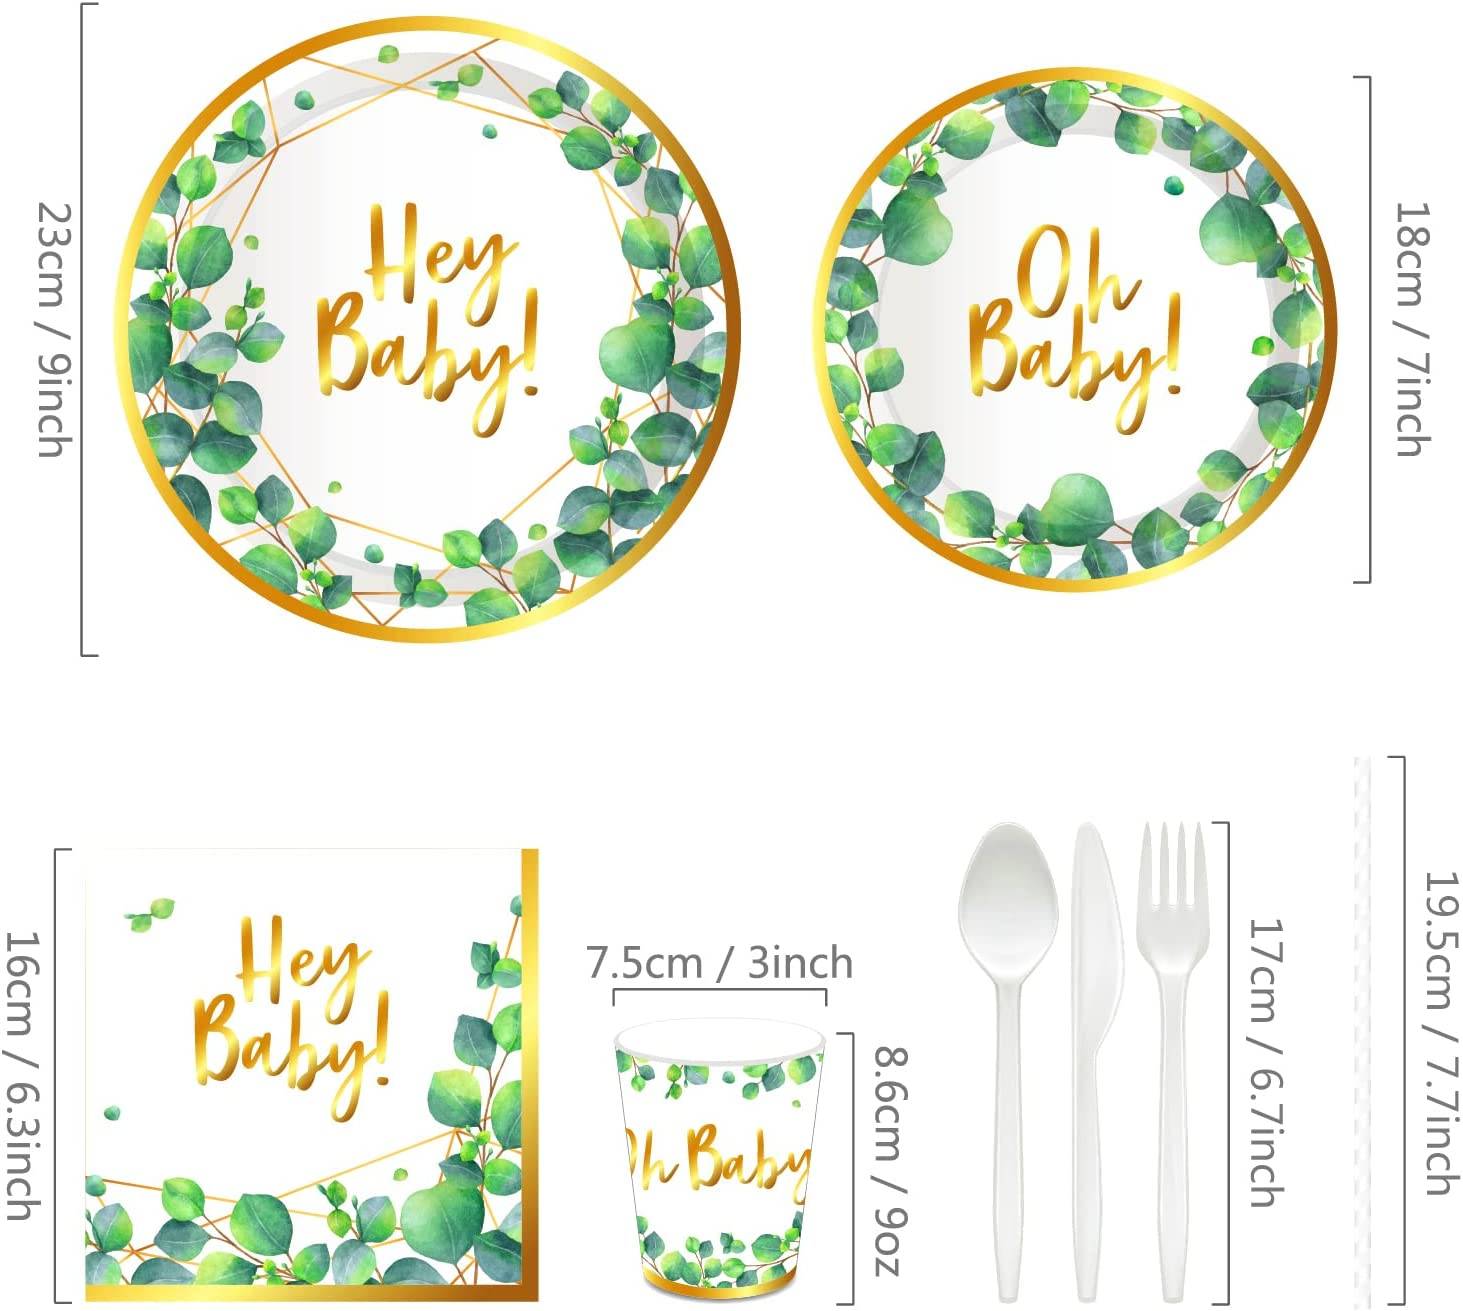 23cm / 9inch
Hey
Baby!
Oh
Baby!
18cm / 7inch
16cm / 6.3inch
Hey
Baby!
7.5cm / 3inch
Oh Baby
8.6cm / 9oz
17cm / 6.7inch
19.5cm / 7.7inch